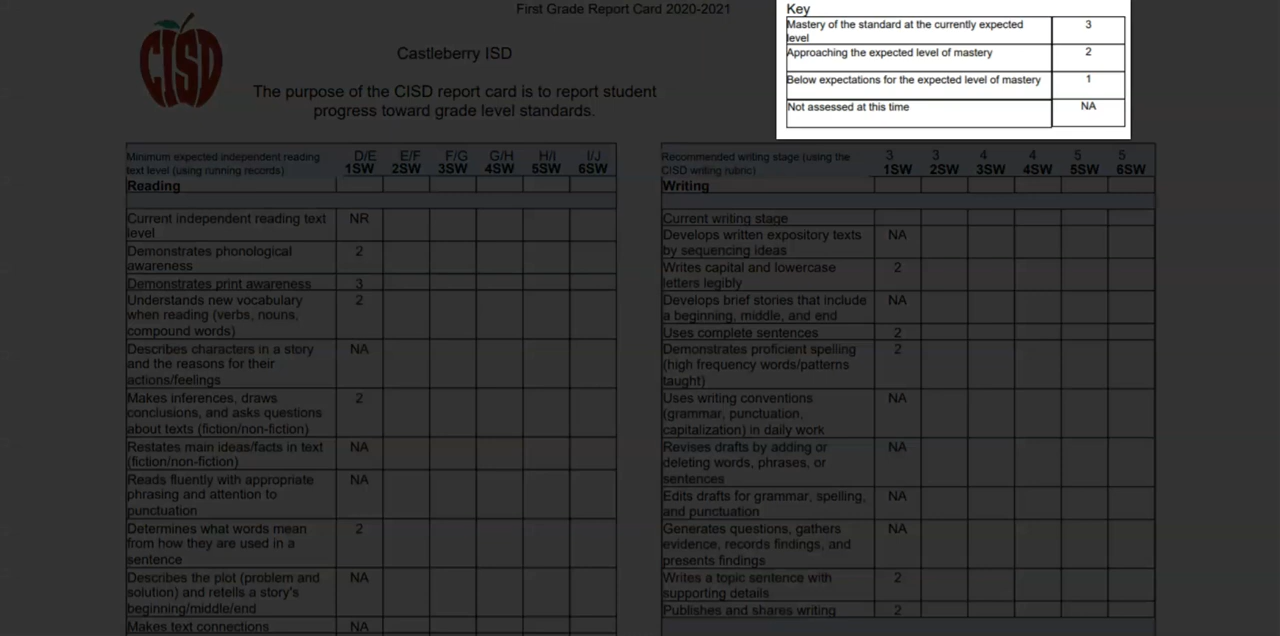 First Grade Report Card 2020-2021
Key
Mastery of the standard at the currently expected
level
3
Approaching the expected level of mastery
2
Below expectations for the expected level of mastery
1
Not assessed at this time
NA
CISD
Castleberry ISD
The purpose of the CISD report card is to report student
progress toward grade level standards.
Minimum expected independent reading
text level (using running records)
D/E E/F F/G G/H H/I I/J
1SW 2SW 3SW 4SW 5SW 6SW
Reading
Current independent reading text
level
NR
Demonstrates phonological
awareness
2
Demonstrates print awareness 3
Understands new vocabulary
when reading (verbs, nouns,
compound words)
2
Describes characters in a story
and the reasons for their
actions/feelings
NA
Makes inferences, draws
conclusions, and asks questions
about texts (fiction/non-fiction)
2
Restates main ideas/facts in text
(fiction/non-fiction)
NA
Reads fluently with appropriate
phrasing and attention to
punctuation
NA
Determines what words mean
from how they are used in a
sentence
2
Describes the plot (problem and
solution) and retells a story's
beginning/middle/end
NA
Makes text connections NA
Recommended writing stage (using the
CISD writing rubric)
3 3 4 4 5 5
1SW 2SW 3SW 4SW 5SW 6SW
Writing
Current writing stage
Develops written expository texts
by sequencing ideas
NA
Writes capital and lowercase
letters legibly
2
Develops brief stories that include
a beginning, middle, and end
NA
Uses complete sentences 2
Demonstrates proficient spelling
(high frequency words/patterns
taught)
2
Uses writing conventions
(grammar, punctuation,
capitalization) in daily work
NA
Revises drafts by adding or
deleting words, phrases, or
sentences
NA
Edits drafts for grammar, spelling,
and punctuation
NA
Generates questions, gathers
evidence, records findings, and
presents findings
NA
Writes a topic sentence with
supporting details
2
Publishes and shares writing 2